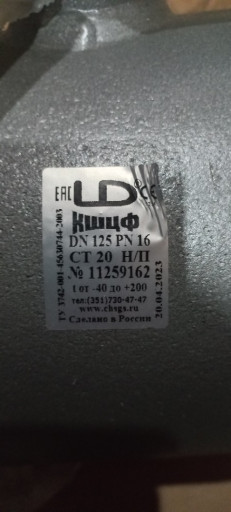 EAC LD CE
КШЦФ
DN 125 PN 16
СТ 20 Н/П
№ 11259162
t от -40 до +200
тел:(351)730-47-47
www.chsgs.ru
Сделано в России
ТУ 3742-001-45630744-2003
20.04.2023